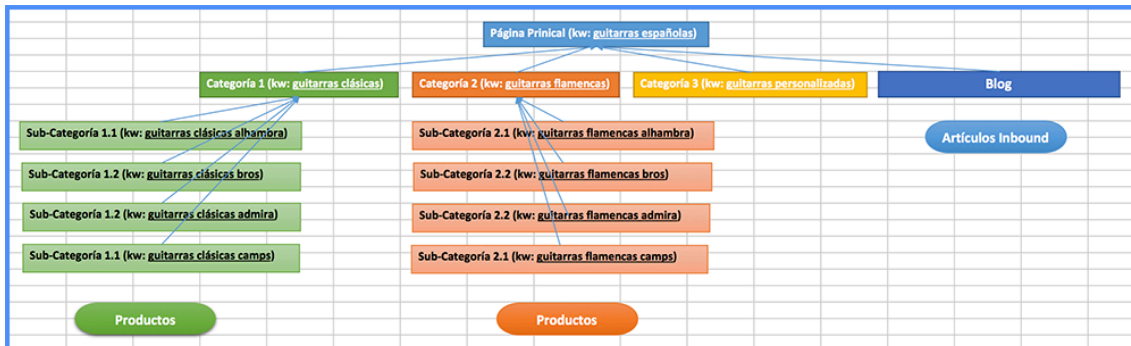 Página Prinical (kw: guitarras españolas)
Categoría 1 (kw: guitarras clásicas)
Categoría 2 (kw: guitarras flamencas)
Categoría 3 (kw: guitarras personalizadas)
Blog
Sub-Categoría 1.1 (kw: guitarras clásicas alhambra)
Sub-Categoría 2.1 (kw: guitarras flamencas alhambra)
Artículos Inbound
Sub-Categoría 1.2 (kw: guitarras clásicas bros)
Sub-Categoría 2.2 (kw: guitarras flamencas bros)
Sub-Categoría 1.2 (kw: guitarras clásicas admira)
Sub-Categoría 2.2 (kw: guitarras flamencas admira)
Sub-Categoría 1.1 (kw: guitarras clásicas camps)
Sub-Categoría 2.1 (kw: guitarras flamencas camps)
Productos
Productos